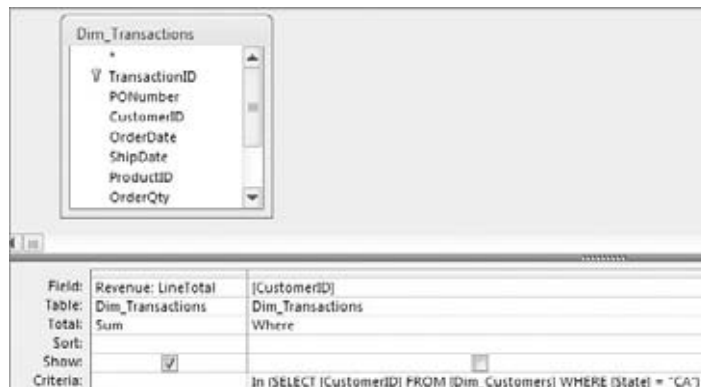 Dim_Transactions
*
TransactionID
PONumber
CustomerID
OrderDate
ShipDate
ProductID
OrderQty
Field: Revenue: LineTotal [CustomerID]
Table: Dim_Transactions Dim_Transactions
Total: Sum Where
Sort:
Show:
Criteria: In (SELECT [CustomerID] FROM [Dim_Customers] WHERE [State] = "CA")